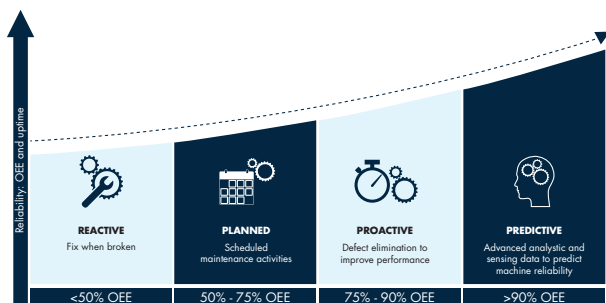 Reliability: OEE and uptime
REACTIVE
Fix when broken
PLANNED
Scheduled
maintenance activities
PROACTIVE
Defect elimination to
improve performance
PREDICTIVE
Advanced analytic and
sensing data to predict
machine reliability
<50% OEE
50% - 75% OEE
75% - 90% OEE
>90% OEE